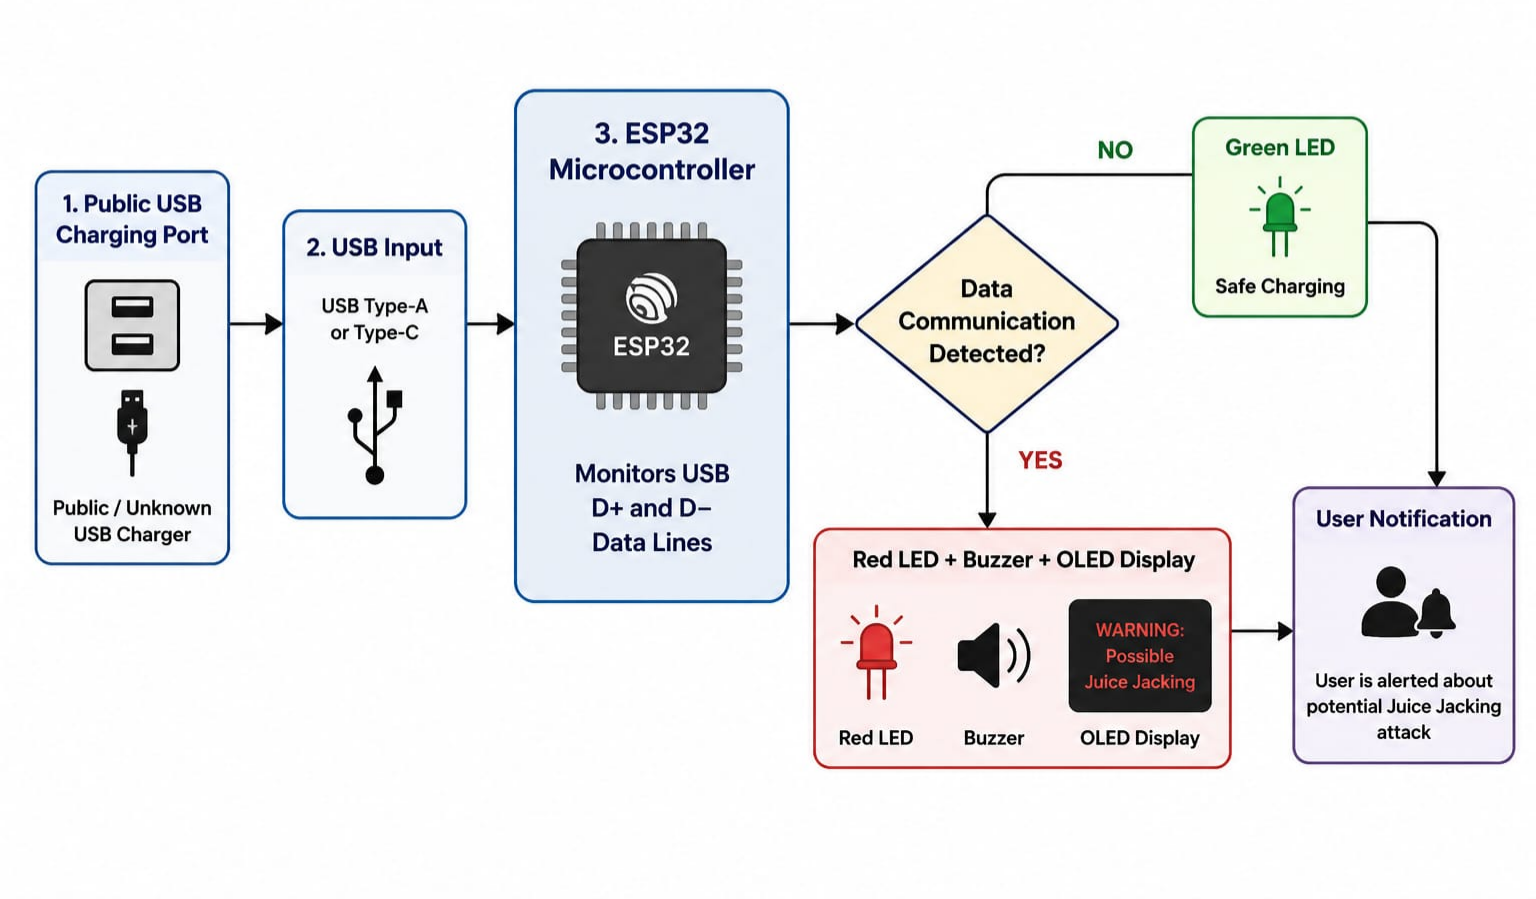 1. Public USB
Charging Port
Public / Unknown
USB Charger
2. USB Input
USB Type-A
or Type-C
3. ESP32
Microcontroller
ESP32
Monitors USB
D+ and D−
Data Lines
Data
Communication
Detected?
NO
Green LED
Safe Charging
YES
Red LED + Buzzer + OLED Display
WARNING:
Possible
Juice Jacking
Red LED
Buzzer
OLED Display
User Notification
User is alerted about
potential Juice Jacking
attack